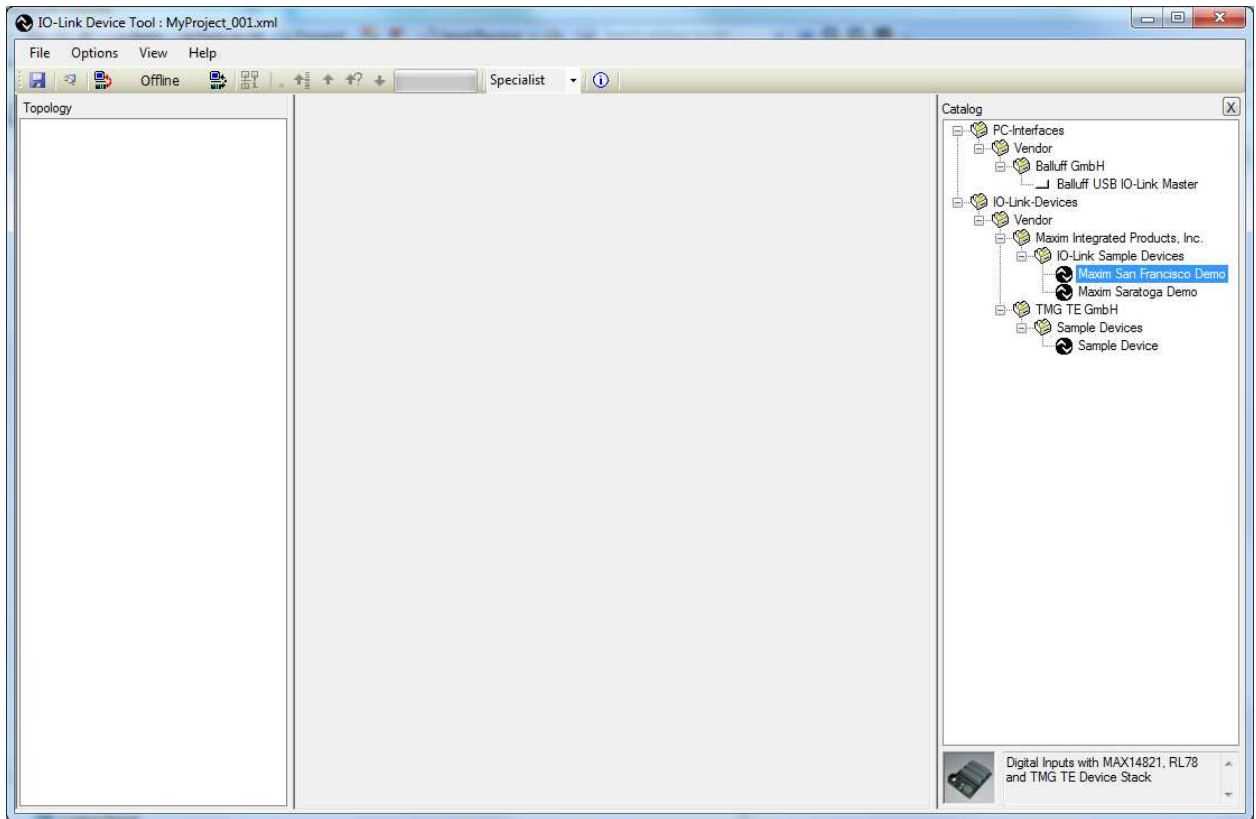 IO-Link Device Tool : MyProject_001.xml
File Options View Help
Offline Specialist
Topology
Catalog X
PC-Interfaces
Vendor
Balluff GmbH
Balluff USB IO-Link Master
IO-Link-Devices
Vendor
Maxim Integrated Products, Inc.
IO-Link Sample Devices
Maxim San Francisco Demo
Maxim Saratoga Demo
TMG TE GmbH
Sample Devices
Sample Device
Digital Inputs with MAX14821, RL78
and TMG TE Device Stack